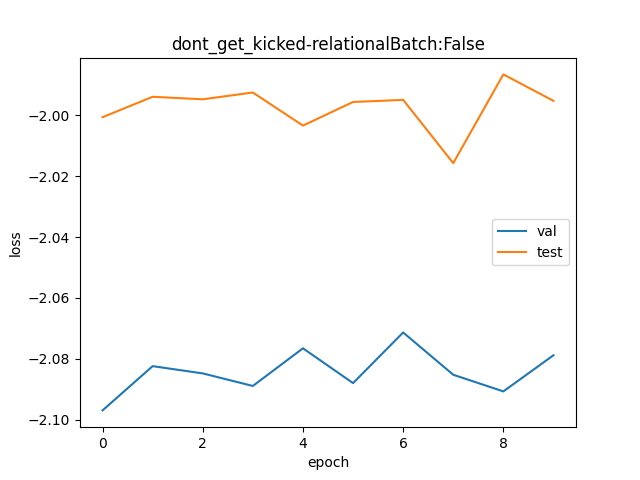 dont_get_kicked-relationalBatch:False
−2.00
−2.02
−2.04
−2.06
−2.08
−2.10
loss
val
test
0
2
4
6
8
epoch